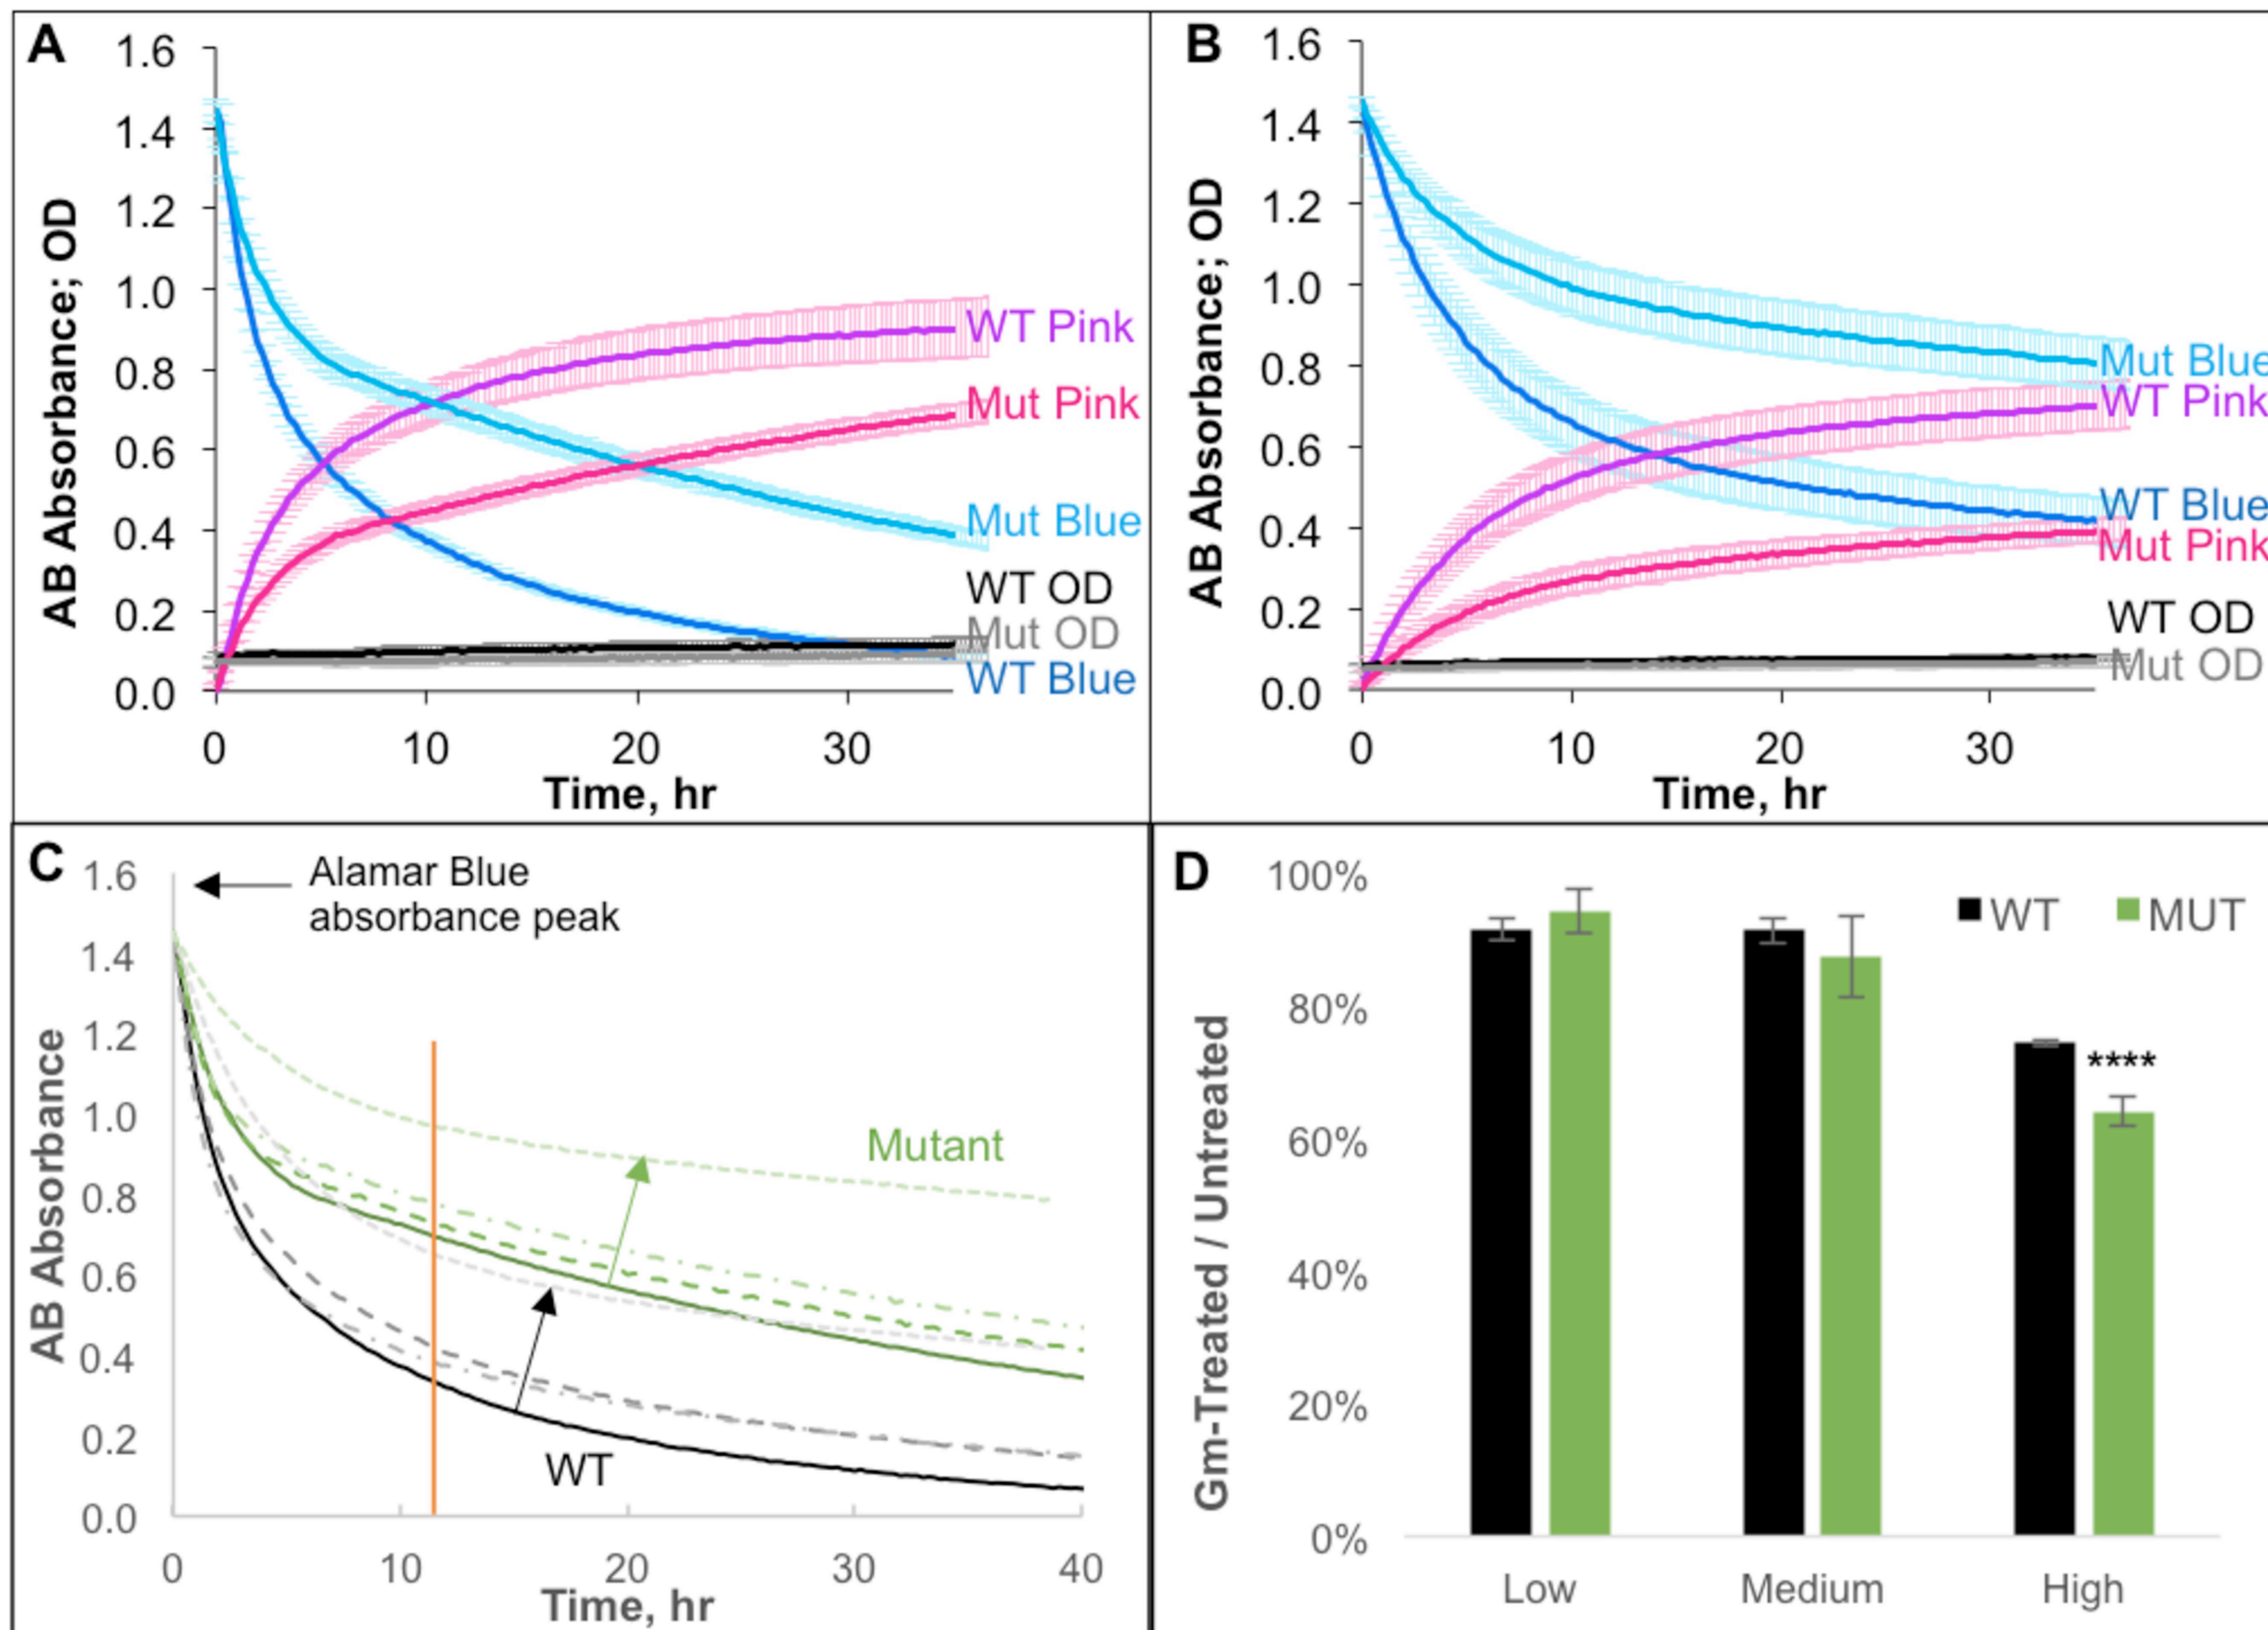 A
AB Absorbance; OD
1.6
1.4
1.2
1.0
0.8
0.6
0.4
0.2
0.0
WT Pink
Mut Pink
Mut Blue
WT OD
Mut OD
WT Blue
0 10 20 30
Time, hr
B
AB Absorbance; OD
1.6
1.4
1.2
1.0
0.8
0.6
0.4
0.2
0.0
Mut Blue
WT Pink
WT Blue
Mut Pink
WT OD
Mut OD
0 10 20 30
Time, hr
C
AB Absorbance
1.6
1.4
1.2
1.0
0.8
0.6
0.4
0.2
0.0
Alamar Blue
absorbance peak
Mutant
WT
0 10 20 30 40
Time, hr
D
Gm-Treated / Untreated
100%
80%
60%
40%
20%
0%
WT MUT
****
Low Medium High